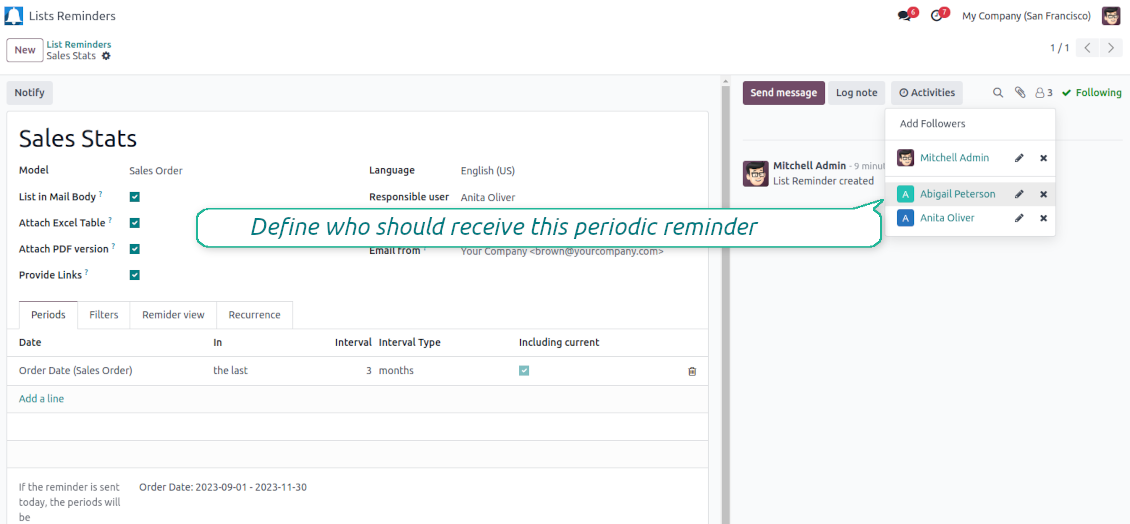 Lists Reminders
6
7
My Company (San Francisco)
New
List Reminders
Sales Stats
1 / 1
Notify
Send message
Log note
Activities
3
Following
Add Followers
Mitchell Admin
Abigail Peterson
A
Anita Oliver
A
Mitchell Admin - 9 minut
List Reminder created
Sales Stats
Model
Sales Order
Language
English (US)
List in Mail Body ?
Responsible user
Anita Oliver
Attach Excel Table ?
Define who should receive this periodic reminder
Attach PDF version ?
Email from
Your Company <brown@yourcompany.com>
Provide Links ?
Periods
Filters
Remider view
Recurrence
Date
In
Interval
Interval Type
Including current
Order Date (Sales Order)
the last
3
months
Add a line
If the reminder is sent
today, the periods will
be
Order Date: 2023-09-01 - 2023-11-30